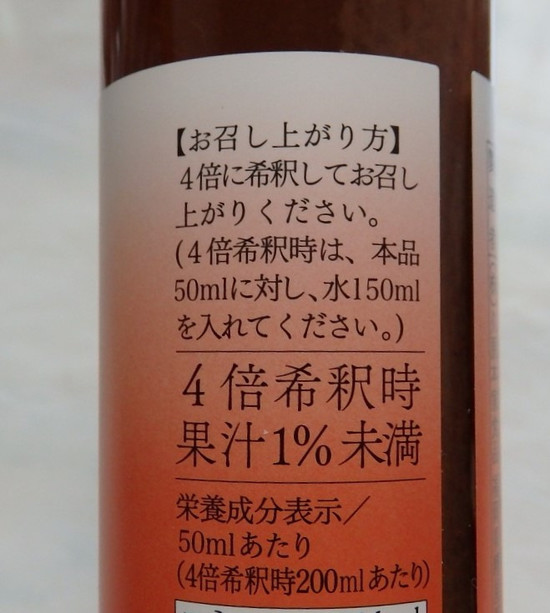 【お召し上がり方】
4倍に希釈してお召し
上がりください。
(4倍希釈時は、本品
50mlに対し、水150ml
を入れてください。)
4倍希釈時
果汁1%未満
栄養成分表示／
50mlあたり
(4倍希釈時200mlあたり)